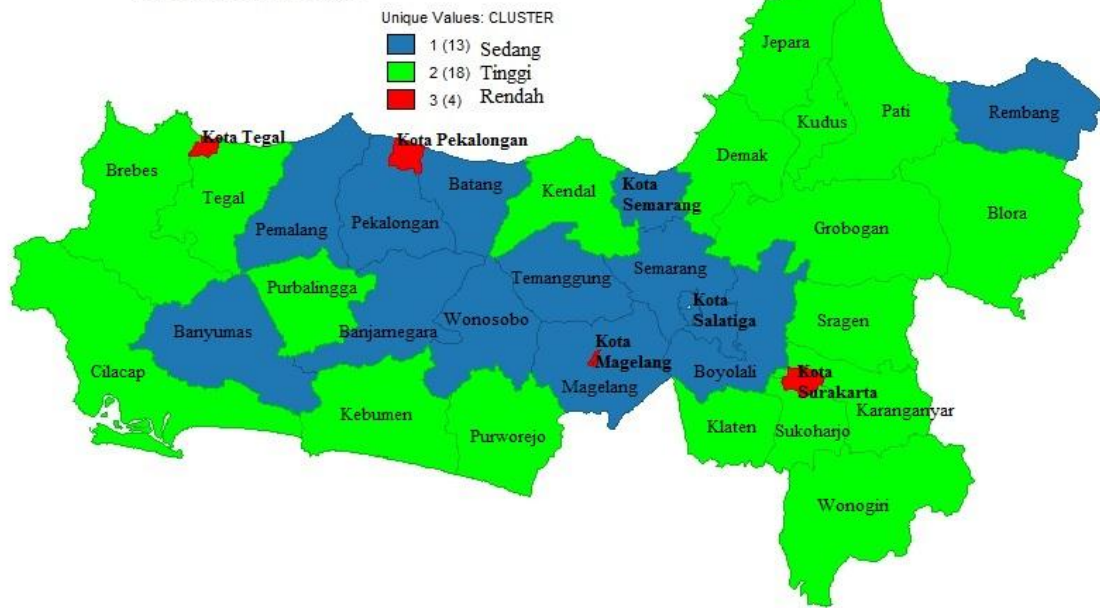 Unique Values: CLUSTER
1 (13) Sedang
2 (18) Tinggi
3 (4) Rendah
Jepara
Pati
Rembang
Kudus
Kota Tegal
Kota Pekalongan
Demak
Brebes
Tegal
Batang
Kendal
Kota
Semarang
Blora
Pemalang
Pekalongan
Grobogan
Temanggung
Semarang
Purbalingga
Kota
Salatiga
Wonosobo
Sragen
Banyumas
Banjarnegara
Kota
Magelang
Cilacap
Boyolali
Kota
Surakarta
Magelang
Karanganyar
Kebumen
Klaten
Sukoharjo
Purworejo
Wonogiri